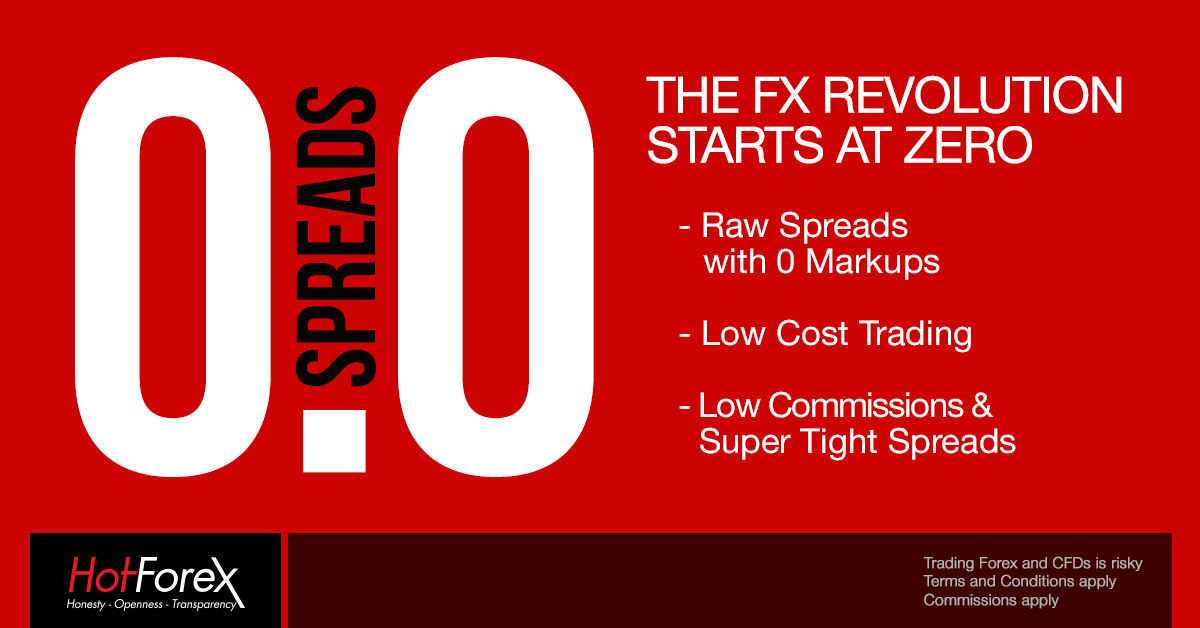 0.0
SPREADS
THE FX REVOLUTION
STARTS AT ZERO
- Raw Spreads
with 0 Markups
- Low Cost Trading
- Low Commissions &
Super Tight Spreads
HotForex
Honesty - Openness - Transparency
Trading Forex and CFDs is risky
Terms and Conditions apply
Commissions apply